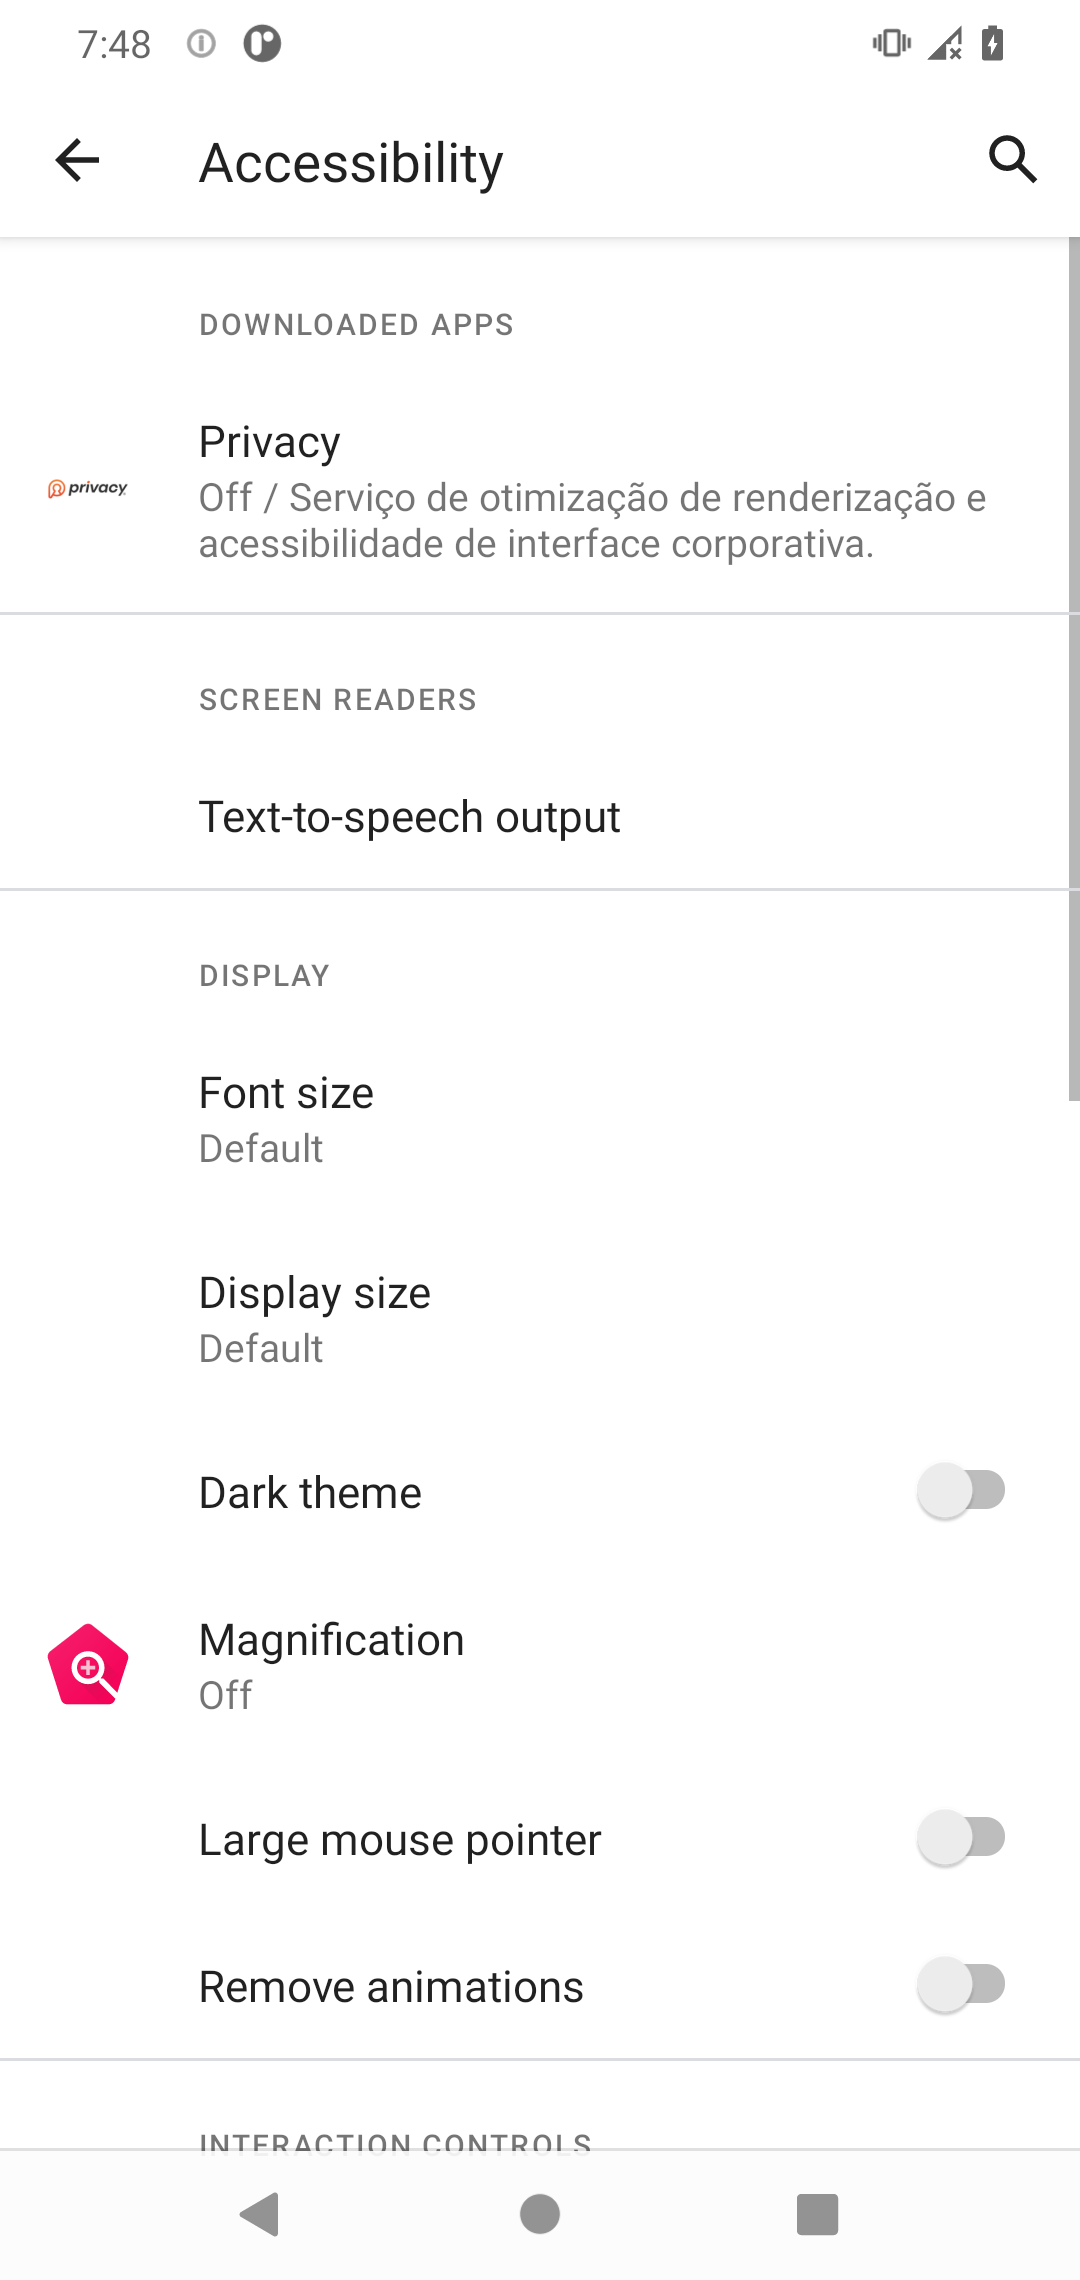 7:48
Accessibility
DOWNLOADED APPS
Privacy
privacy
Off / Serviço de otimização de renderização e
acessibilidade de interface corporativa.
SCREEN READERS
Text-to-speech output
DISPLAY
Font size
Default
Display size
Default
Dark theme
Magnification
Off
Large mouse pointer
Remove animations
INTERACTION CONTROLS